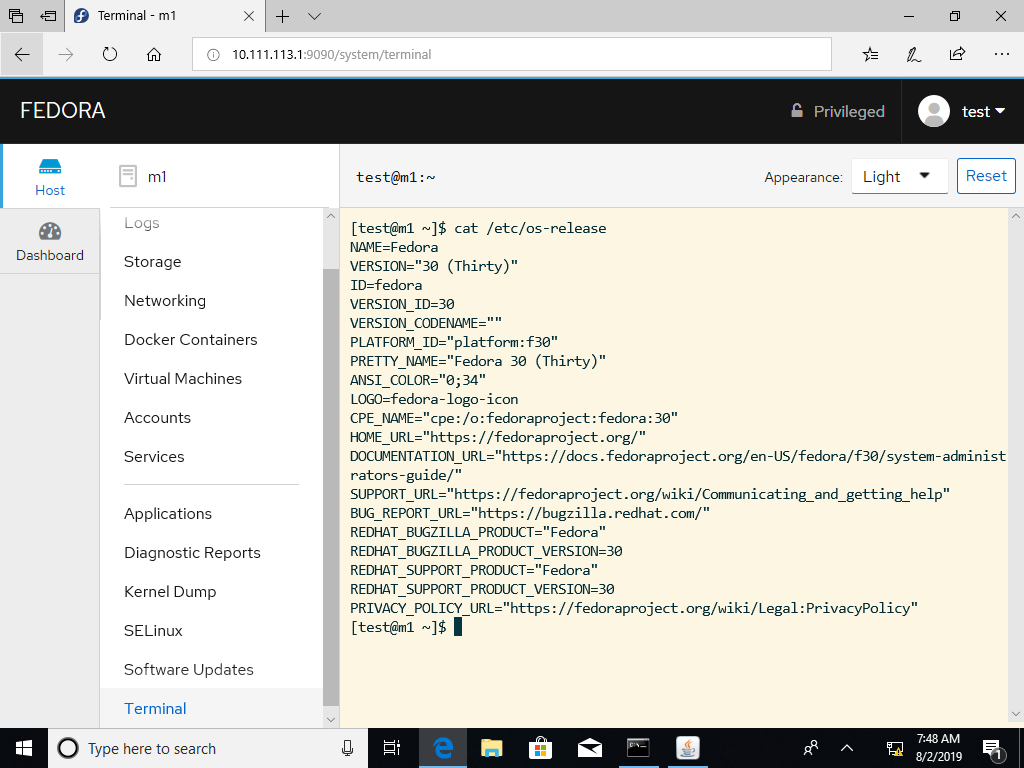 Terminal - m1
10.111.113.1:9090/system/terminal
FEDORA
Privileged
test
Host
Dashboard
m1
Logs
Storage
Networking
Docker Containers
Virtual Machines
Accounts
Services
Applications
Diagnostic Reports
Kernel Dump
SELinux
Software Updates
Terminal
test@m1:~
Appearance:
Light
Reset
[test@m1 ~]$ cat /etc/os-release
NAME=Fedora
VERSION="30 (Thirty)"
ID=fedora
VERSION_ID=30
VERSION_CODENAME=""
PLATFORM_ID="platform:f30"
PRETTY_NAME="Fedora 30 (Thirty)"
ANSI_COLOR="0;34"
LOGO=fedora-logo-icon
CPE_NAME="cpe:/o:fedoraproject:fedora:30"
HOME_URL="https://fedoraproject.org/"
DOCUMENTATION_URL="https://docs.fedoraproject.org/en-US/fedora/f30/system-administ
rators-guide/"
SUPPORT_URL="https://fedoraproject.org/wiki/Communicating_and_getting_help"
BUG_REPORT_URL="https://bugzilla.redhat.com/"
REDHAT_BUGZILLA_PRODUCT="Fedora"
REDHAT_BUGZILLA_PRODUCT_VERSION=30
REDHAT_SUPPORT_PRODUCT="Fedora"
REDHAT_SUPPORT_PRODUCT_VERSION=30
PRIVACY_POLICY_URL="https://fedoraproject.org/wiki/Legal:PrivacyPolicy"
[test@m1 ~]$
Type here to search
7:48 AM
8/2/2019
1